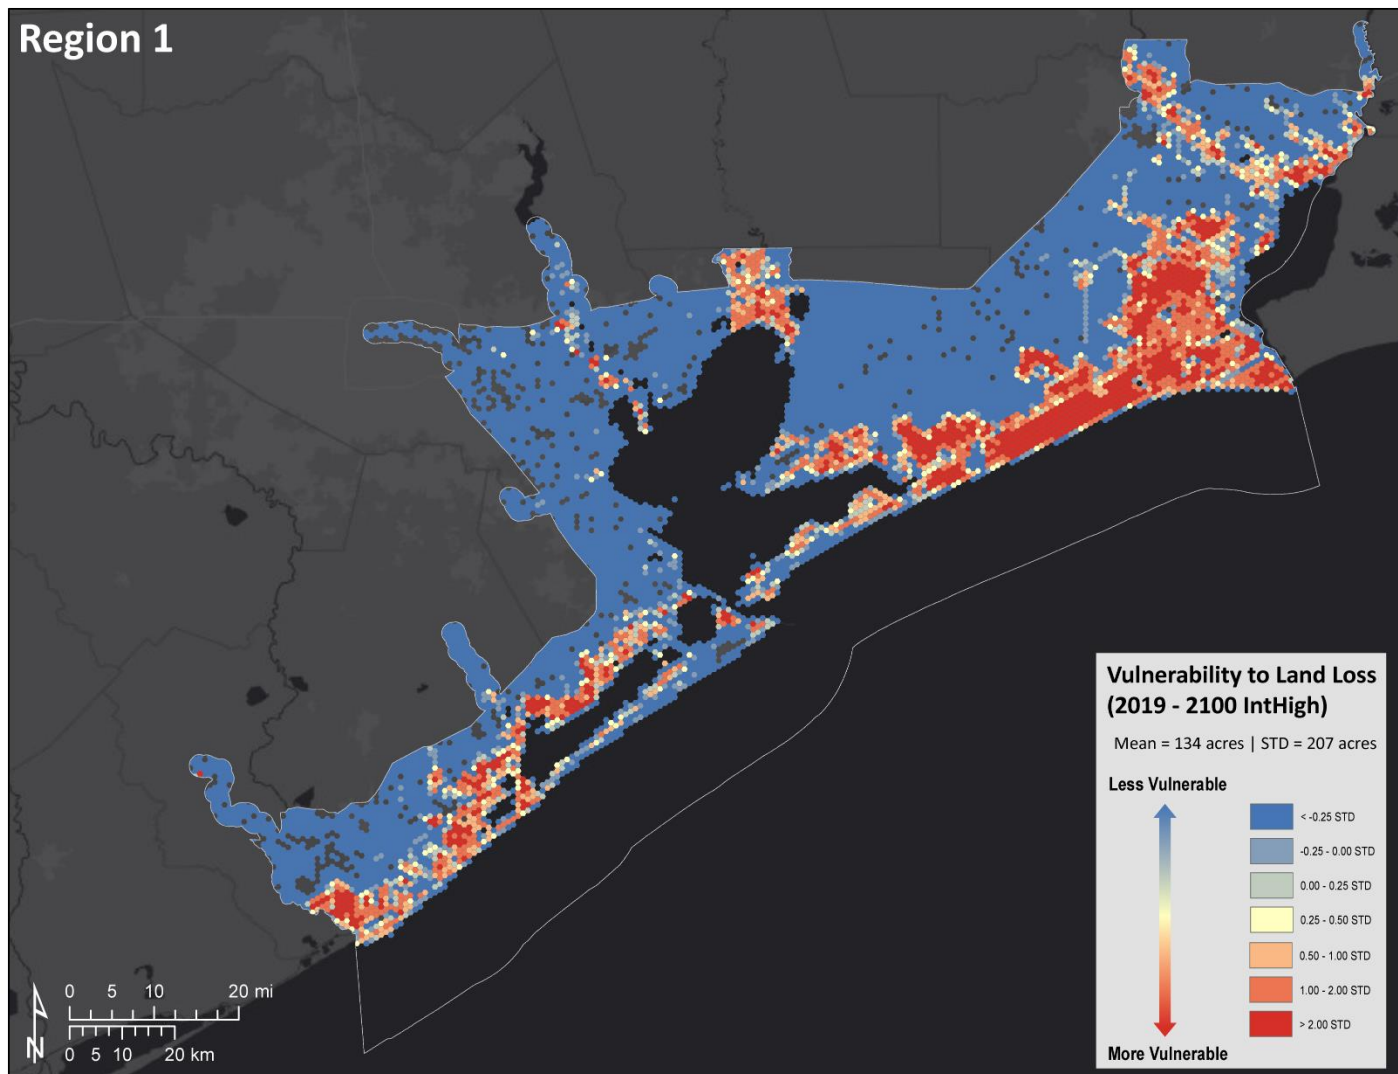 Region 1
Vulnerability to Land Loss
(2019 - 2100 IntHigh)
Mean = 134 acres | STD = 207 acres
Less Vulnerable
< -0.25 STD
-0.25 - 0.00 STD
0.00 - 0.25 STD
0.25 - 0.50 STD
0.50 - 1.00 STD
1.00 - 2.00 STD
> 2.00 STD
More Vulnerable
0 5 10 20 mi
0 5 10 20 km
N